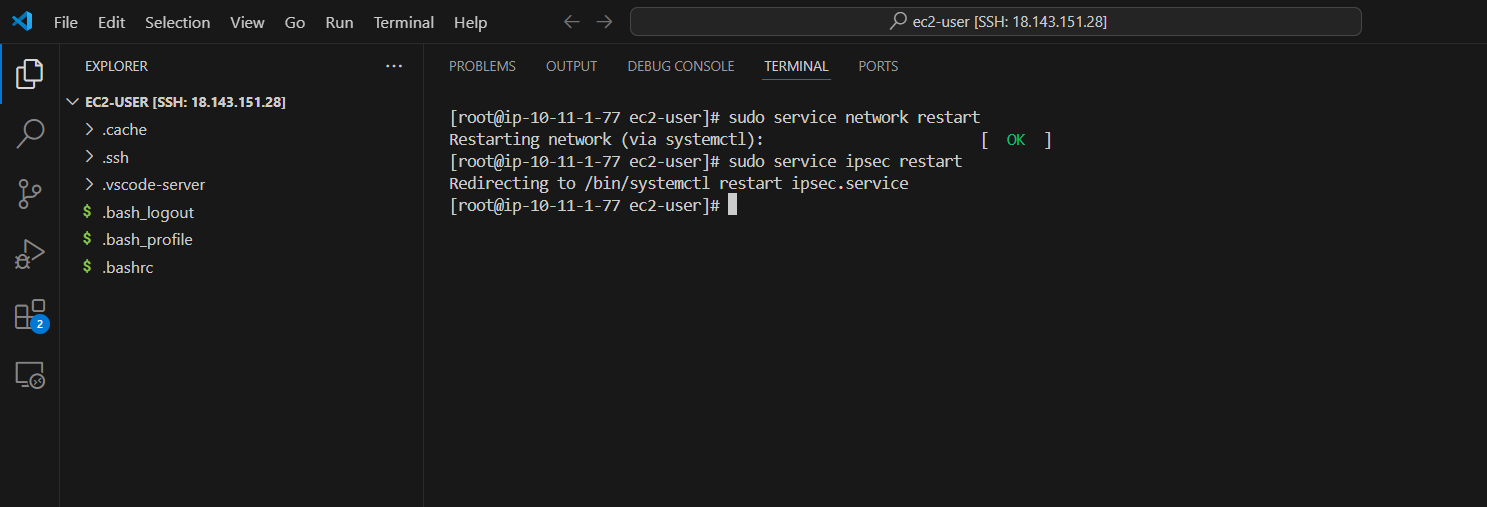 File Edit Selection View Go Run Terminal Help
ec2-user [SSH: 18.143.151.28]
EXPLORER
EC2-USER [SSH: 18.143.151.28]
.cache
.ssh
.vscode-server
$ .bash_logout
$ .bash_profile
$ .bashrc
2
PROBLEMS OUTPUT DEBUG CONSOLE TERMINAL PORTS
[root@ip-10-11-1-77 ec2-user]# sudo service network restart
Restarting network (via systemctl): [ OK ]
[root@ip-10-11-1-77 ec2-user]# sudo service ipsec restart
Redirecting to /bin/systemctl restart ipsec.service
[root@ip-10-11-1-77 ec2-user]#